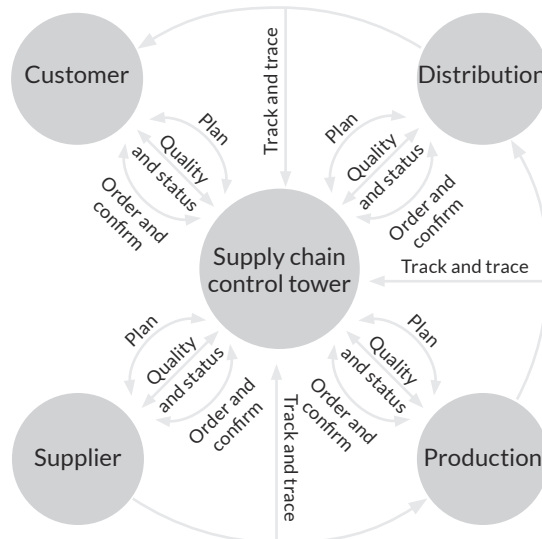 Customer
Distribution
Track and trace
Plan
Quality
and status
Order and
confirm
Plan
Quality
and status
Order and
confirm
Supply chain
control tower
Track and trace
Plan
Quality
and status
Order and
confirm
Plan
Quality
and status
Order and
confirm
Track and trace
Supplier
Production